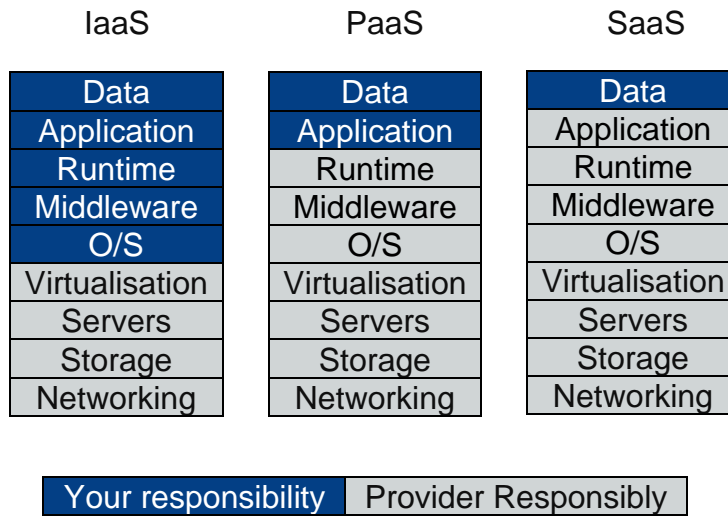 IaaS PaaS SaaS
Data Data Data
Application Application Application
Runtime Runtime Runtime
Middleware Middleware Middleware
O/S O/S O/S
Virtualisation Virtualisation Virtualisation
Servers Servers Servers
Storage Storage Storage
Networking Networking Networking
Your responsibility Provider Responsibly